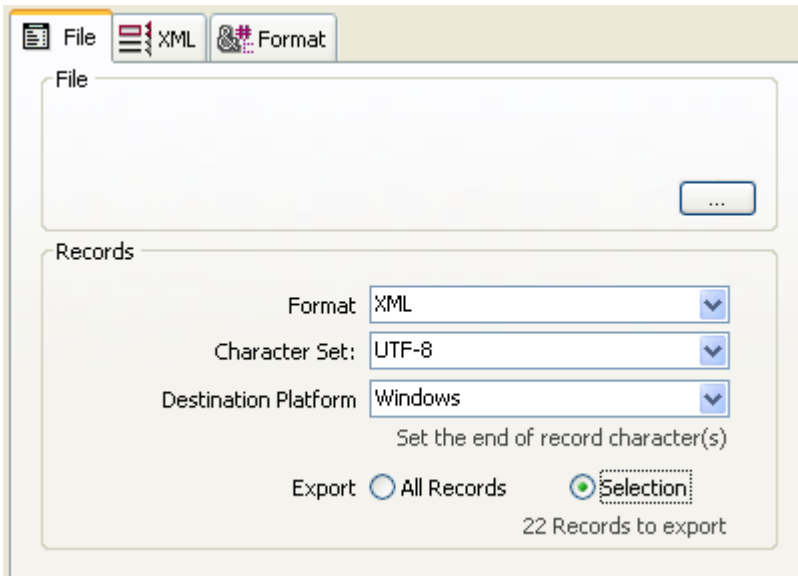 File XML Format
File
...
Records
Format XML
Character Set: UTF-8
Destination Platform Windows
Set the end of record character(s)
Export All Records Selection
22 Records to export